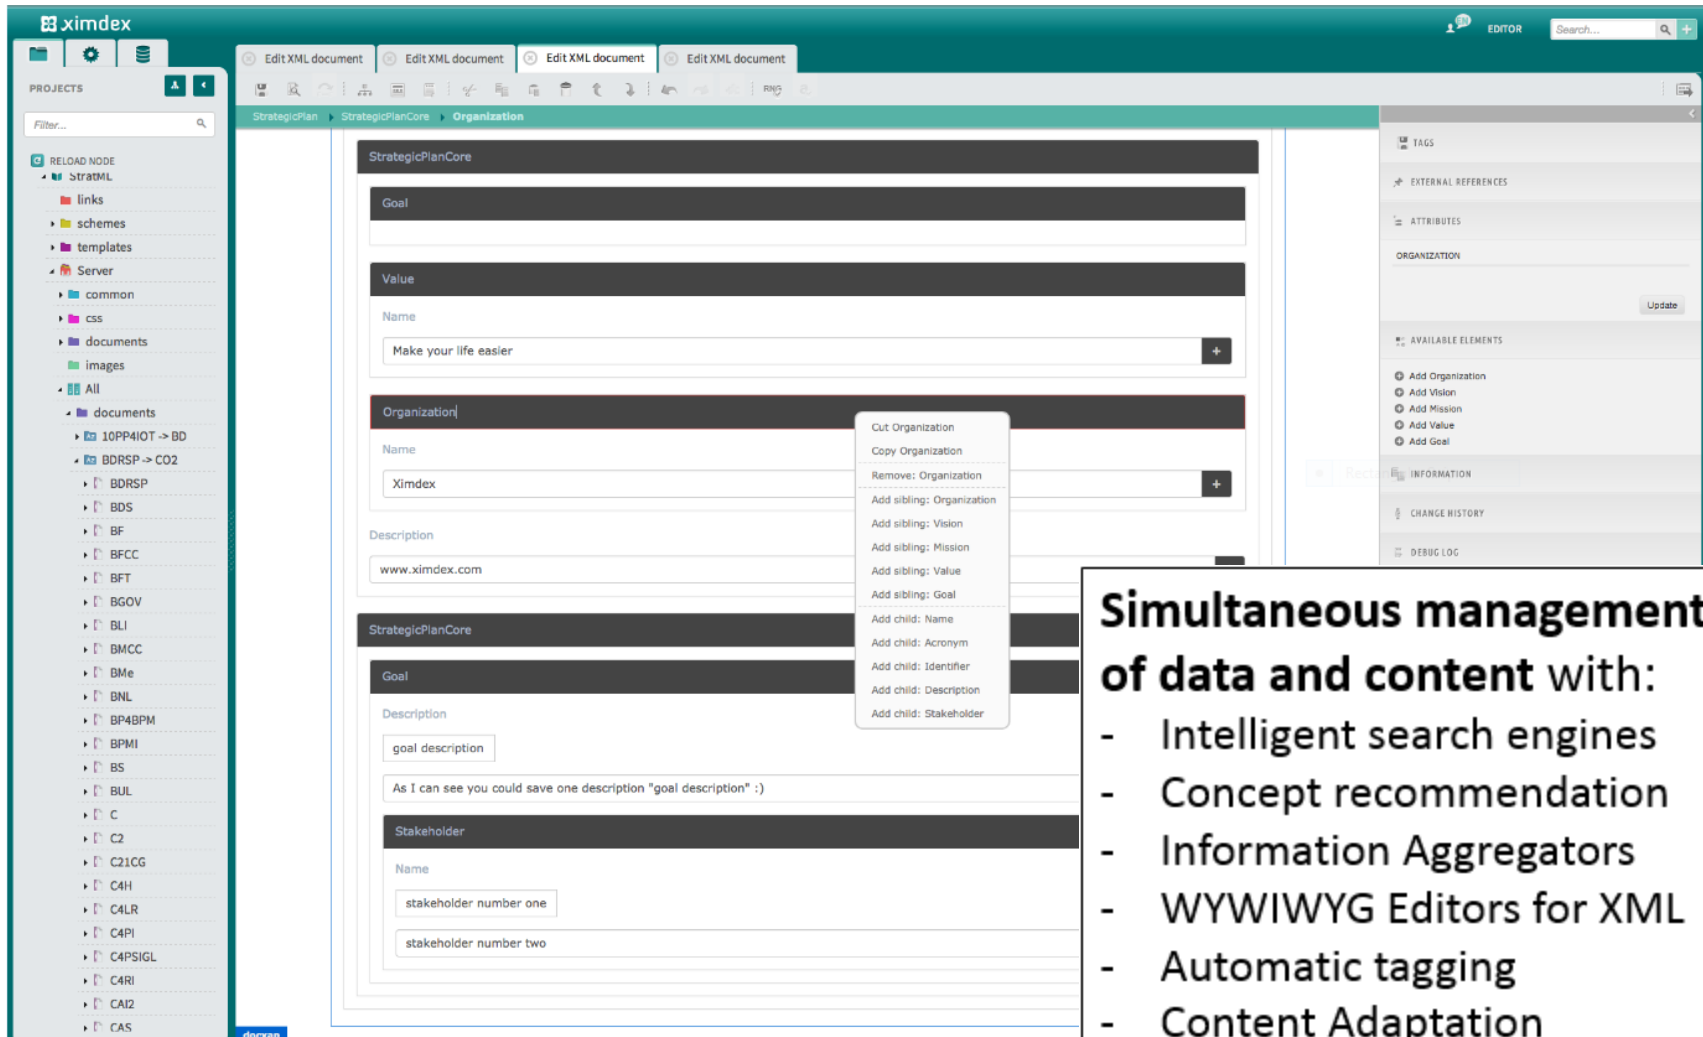 ximdex
EN
EDITOR
Search...
Edit XML document
Edit XML document
Edit XML document
Edit XML document
PROJECTS
RNG
Filter...
StrategicPlan
StrategicPlanCore
Organization
RELOAD NODE
StratML
links
schemes
templates
Server
common
css
documents
images
All
documents
10PP4IOT -> BD
BDRSP -> CO2
BDRSP
BDS
BF
BFCC
BFT
BGOV
BLI
BMCC
BMe
BNL
BP4BPM
BPMI
BS
BUL
C
C2
C21CG
C4H
C4LR
C4PI
C4PSIGL
C4RI
CAI2
CAS
StrategicPlanCore
Goal
Value
Name
Make your life easier
+
Organization
Name
Ximdex
+
Description
www.ximdex.com
StrategicPlanCore
Goal
Description
goal description
As I can see you could save one description "goal description" :)
Stakeholder
Name
stakeholder number one
stakeholder number two
docxap
Cut Organization
Copy Organization
Remove: Organization
Add sibling: Organization
Add sibling: Vision
Add sibling: Mission
Add sibling: Value
Add sibling: Goal
Add child: Name
Add child: Acronym
Add child: Identifier
Add child: Description
Add child: Stakeholder
TAGS
EXTERNAL REFERENCES
ATTRIBUTES
ORGANIZATION
Update
AVAILABLE ELEMENTS
Add Organization
Add Vision
Add Mission
Add Value
Add Goal
INFORMATION
CHANGE HISTORY
DEBUG LOG
Simultaneous management
of data and content with:
- Intelligent search engines
- Concept recommendation
- Information Aggregators
- WYWIWYG Editors for XML
- Automatic tagging
- Content Adaptation